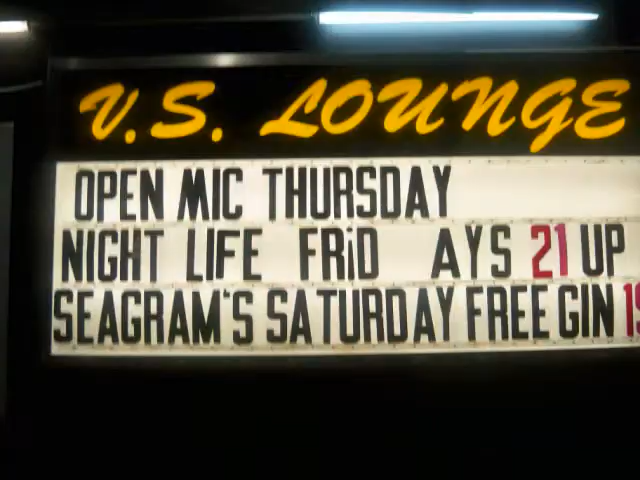 V.S. LOUNGE
OPEN MIC THURSDAY
NIGHT LIFE FRiD AYS 21 UP
SEAGRAM'S SATURDAY FREE GIN